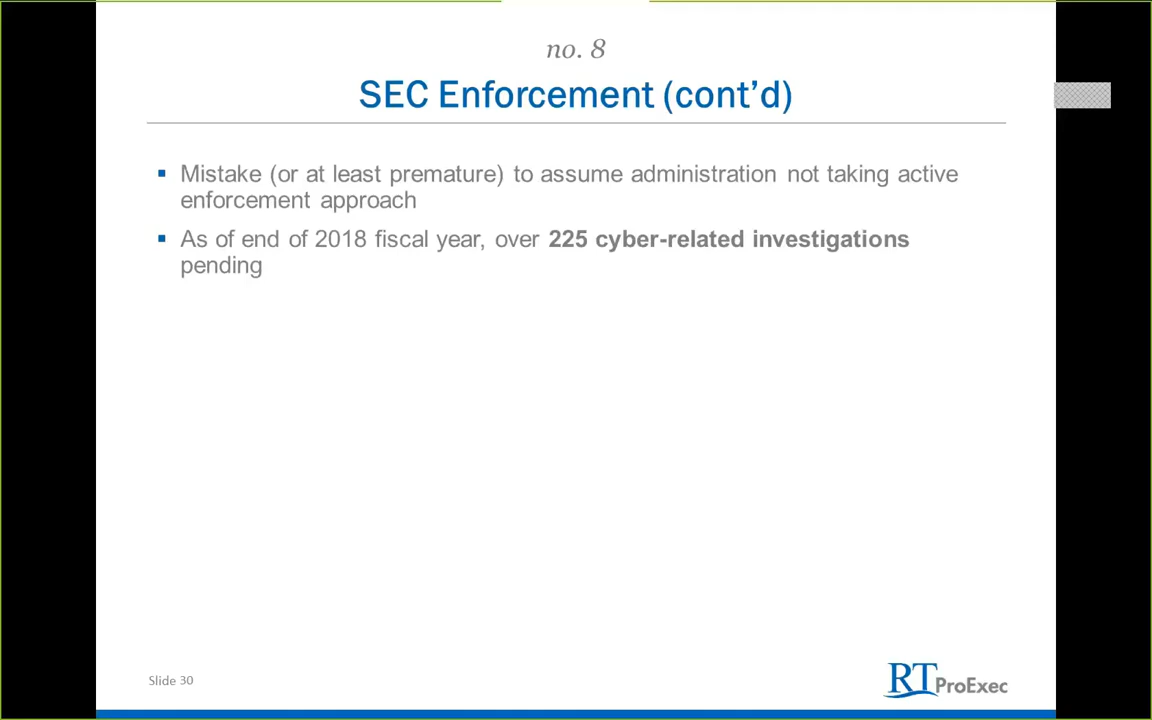 no. 8
SEC Enforcement (cont’d)
▪ Mistake (or at least premature) to assume administration not taking active
enforcement approach
▪ As of end of 2018 fiscal year, over 225 cyber-related investigations
pending
Slide 30
RT ProExec